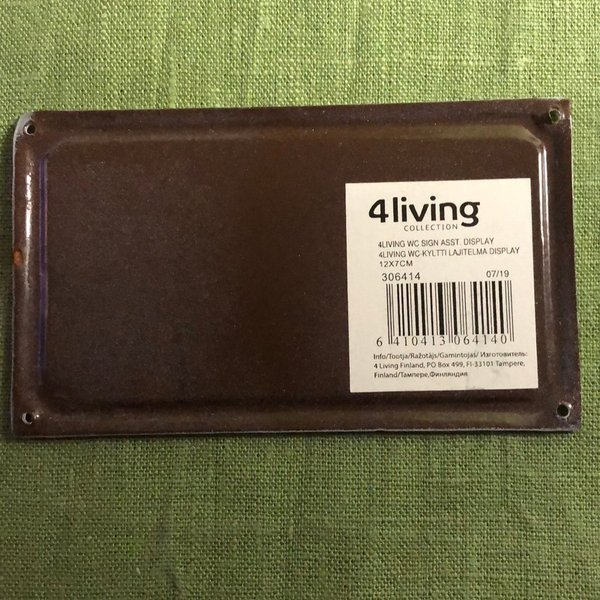 4living
COLLECTION
4LIVING WC SIGN ASST. DISPLAY
4LIVING WC-KYLTTI LAJITELMA DISPLAY
12X7CM
306414 07/19
6 410413 064140
Info/Tootja/Ražotājs/Gamintojas/ Изготовитель:
4 Living Finland, PO Box 499, FI-33101 Tampere,
Finland/Тампере,Финляндия